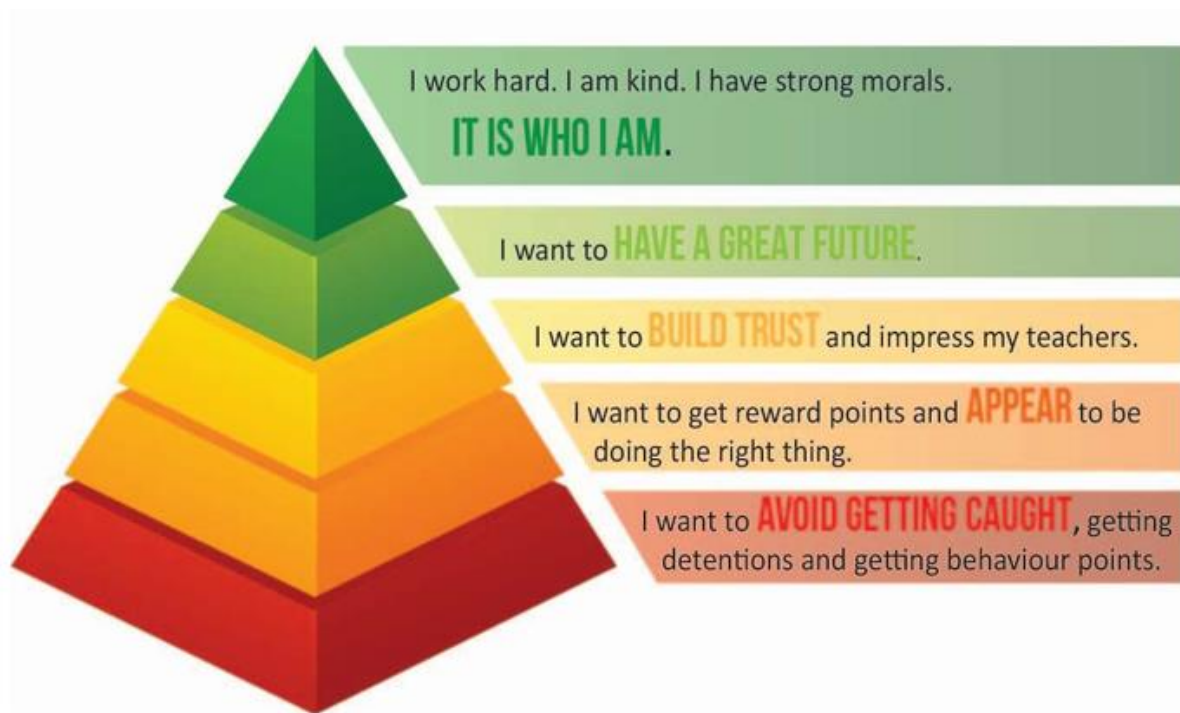 I work hard. I am kind. I have strong morals.
IT IS WHO I AM.
I want to HAVE A GREAT FUTURE.
I want to BUILD TRUST and impress my teachers.
I want to get reward points and APPEAR to be
doing the right thing.
I want to AVOID GETTING CAUGHT, getting
detentions and getting behaviour points.